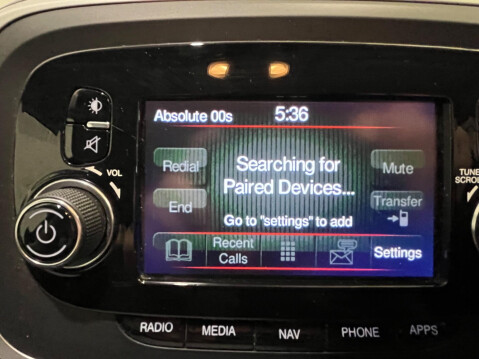 Absolute 00s 5:36
VOL
Redial
Searching for
Paired Devices...
Mute
TUNE
SCROLL
End
Transfer
Go to "settings" to add
Recent
Calls
Settings
RADIO MEDIA NAV PHONE APPS